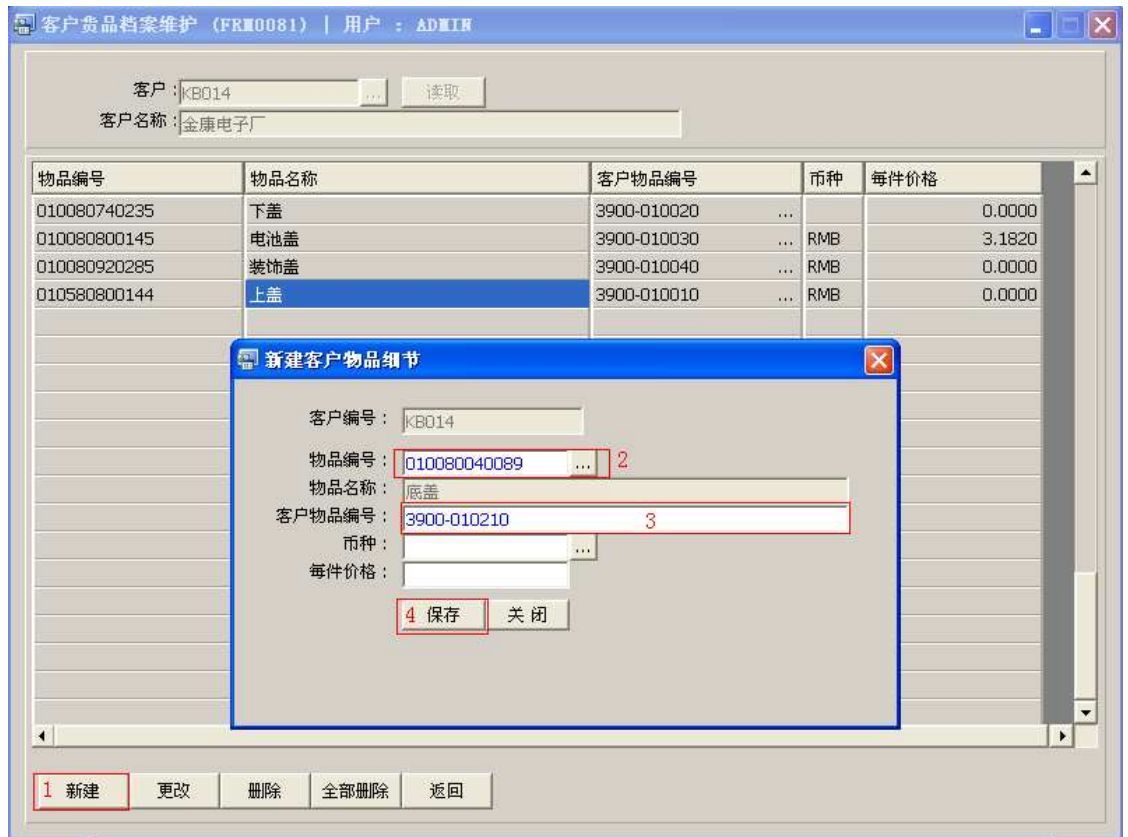 客户货品档案维护 (FRM0081) | 用户 : ADMIN
客户：KB014 ... 读取
客户名称：金康电子厂
物品编号 物品名称 客户物品编号 币种 每件价格
010080740235 下盖 3900-010020 ... 0.0000
010080800145 电池盖 3900-010030 ... RMB 3.1820
010080920285 装饰盖 3900-010040 ... RMB 0.0000
010580800144 上盖 3900-010010 ... RMB 0.0000
新建客户物品细节
客户编号： KB014
物品编号： 010080040089 ... 2
物品名称： 底盖
客户物品编号： 3900-010210 3
币种： ...
每件价格：
4 保存 关闭
1 新建 更改 删除 全部删除 返回